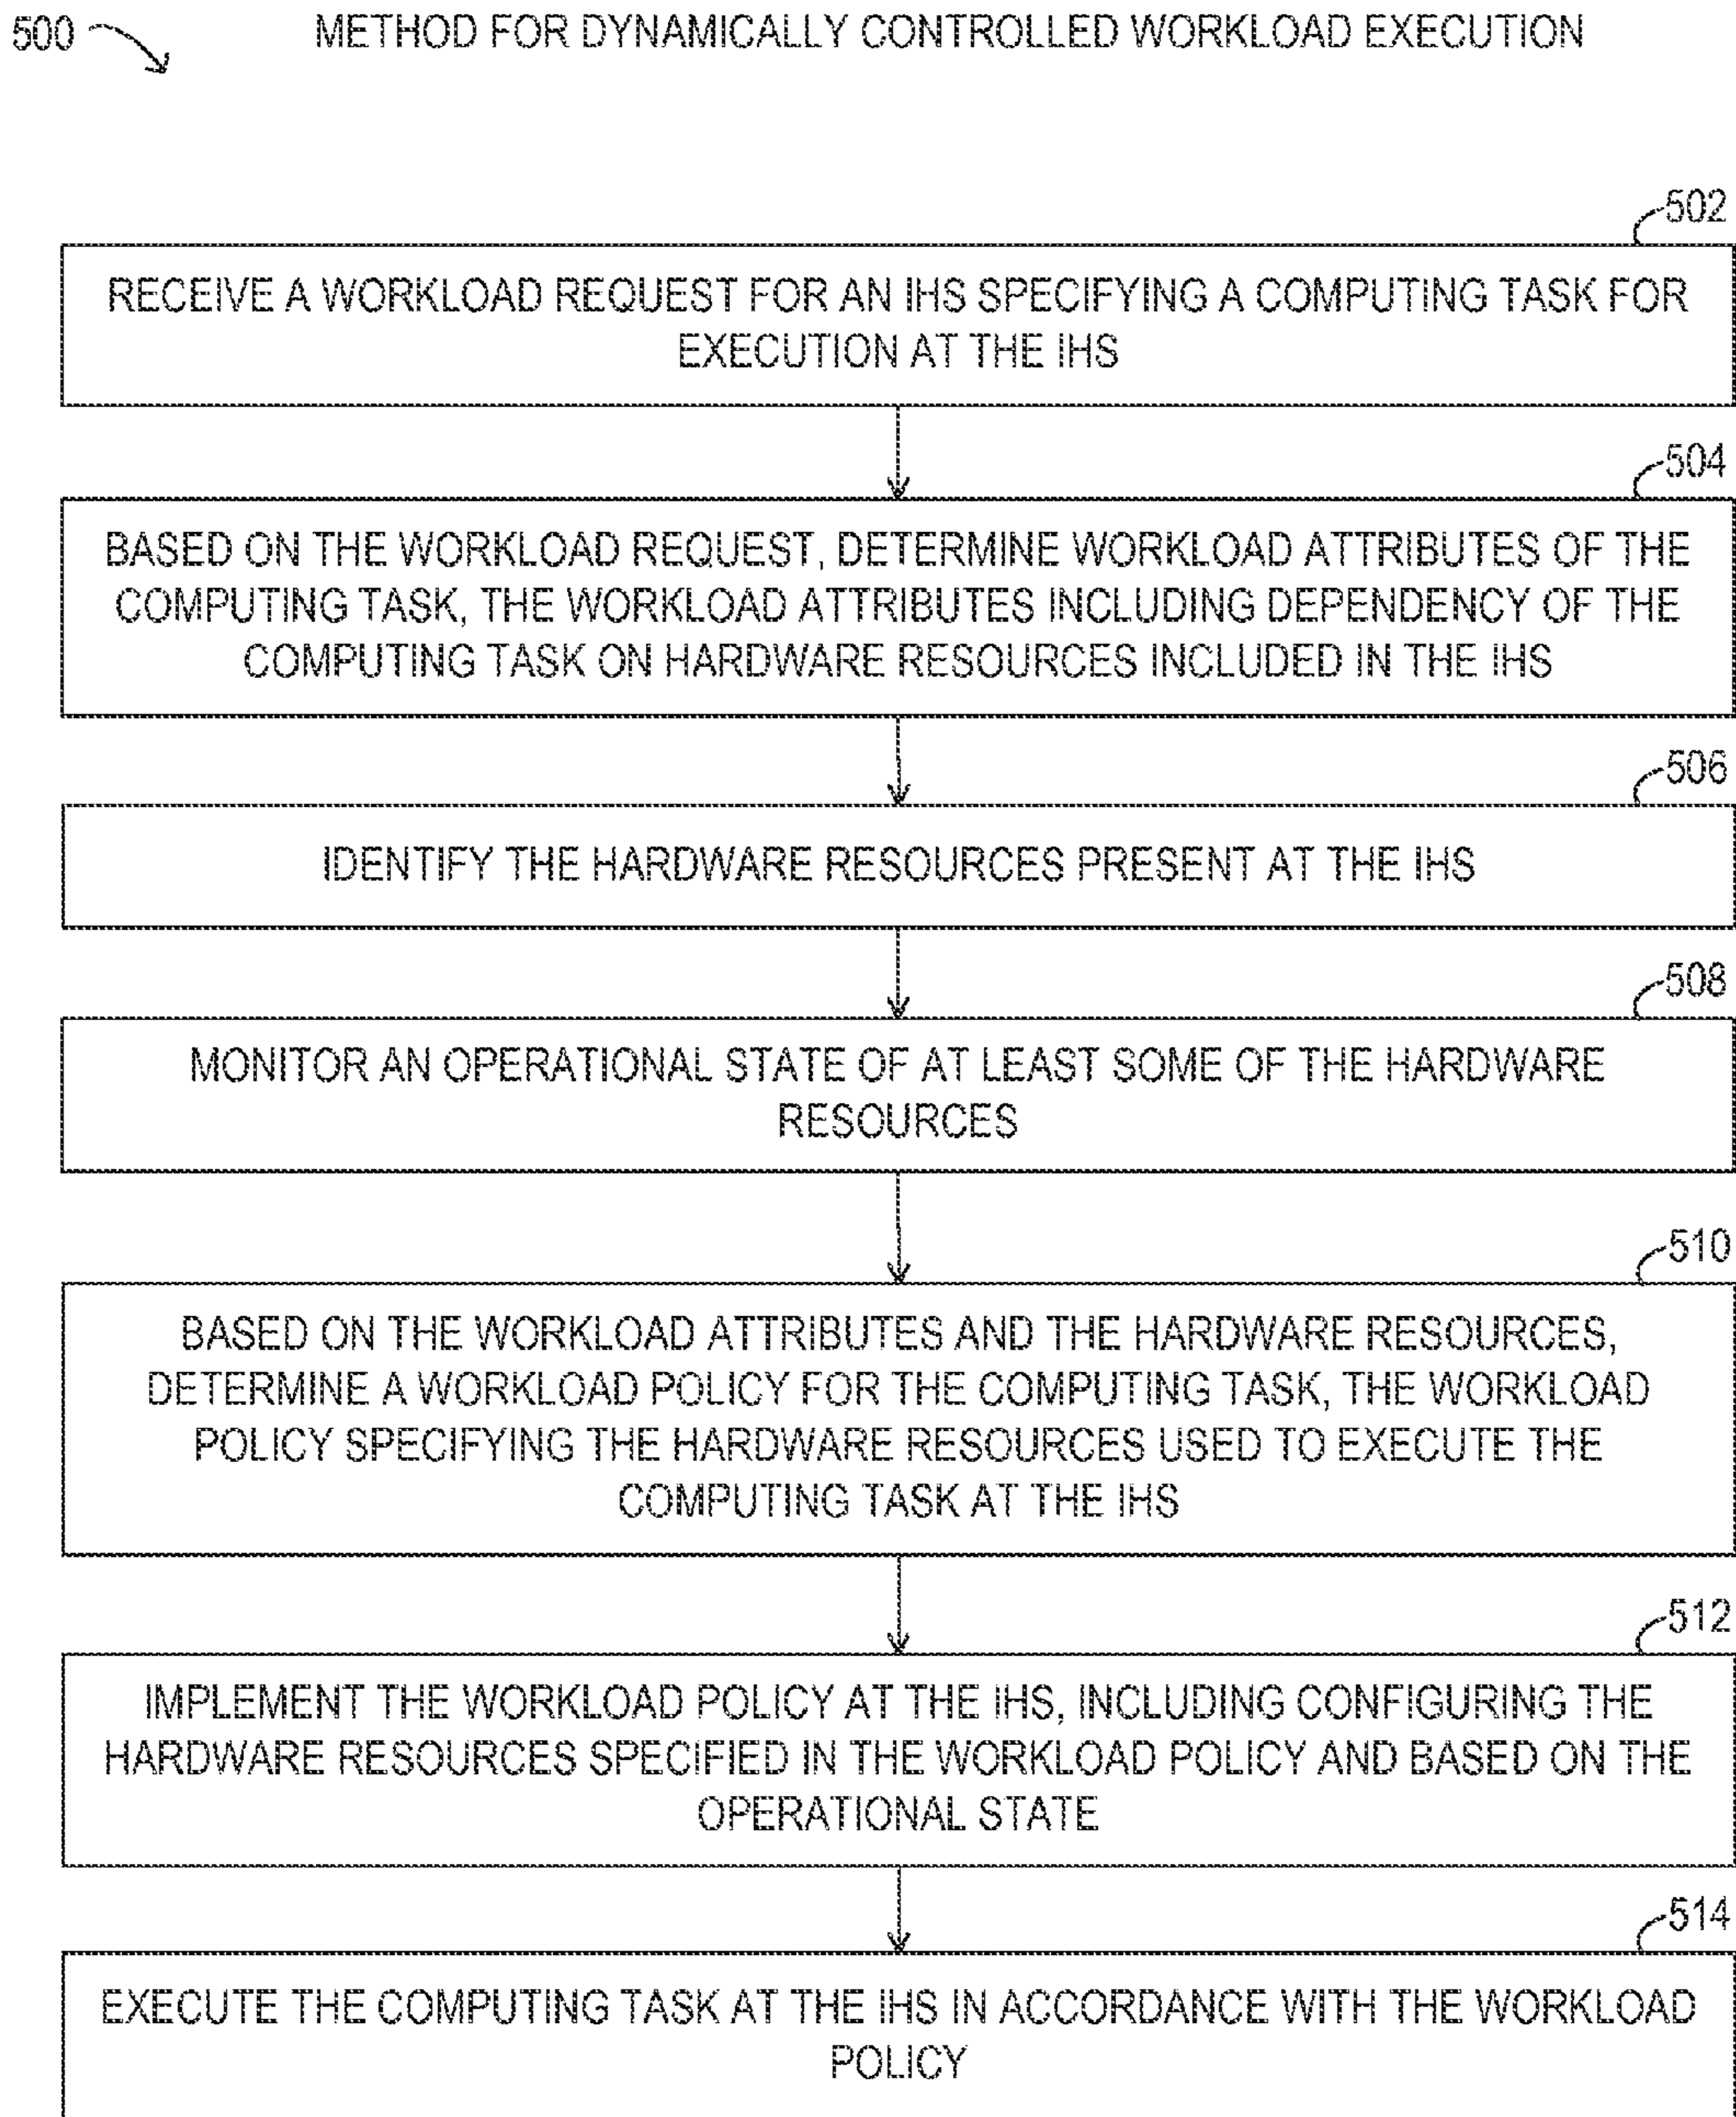 500
METHOD FOR DYNAMICALLY CONTROLLED WORKLOAD EXECUTION
502
RECEIVE A WORKLOAD REQUEST FOR AN IHS SPECIFYING A COMPUTING TASK FOR
EXECUTION AT THE IHS
504
BASED ON THE WORKLOAD REQUEST, DETERMINE WORKLOAD ATTRIBUTES OF THE
COMPUTING TASK, THE WORKLOAD ATTRIBUTES INCLUDING DEPENDENCY OF THE
COMPUTING TASK ON HARDWARE RESOURCES INCLUDED IN THE IHS
506
IDENTIFY THE HARDWARE RESOURCES PRESENT AT THE IHS
508
MONITOR AN OPERATIONAL STATE OF AT LEAST SOME OF THE HARDWARE
RESOURCES
510
BASED ON THE WORKLOAD ATTRIBUTES AND THE HARDWARE RESOURCES,
DETERMINE A WORKLOAD POLICY FOR THE COMPUTING TASK, THE WORKLOAD
POLICY SPECIFYING THE HARDWARE RESOURCES USED TO EXECUTE THE
COMPUTING TASK AT THE IHS
512
IMPLEMENT THE WORKLOAD POLICY AT THE IHS, INCLUDING CONFIGURING THE
HARDWARE RESOURCES SPECIFIED IN THE WORKLOAD POLICY AND BASED ON THE
OPERATIONAL STATE
514
EXECUTE THE COMPUTING TASK AT THE IHS IN ACCORDANCE WITH THE WORKLOAD
POLICY